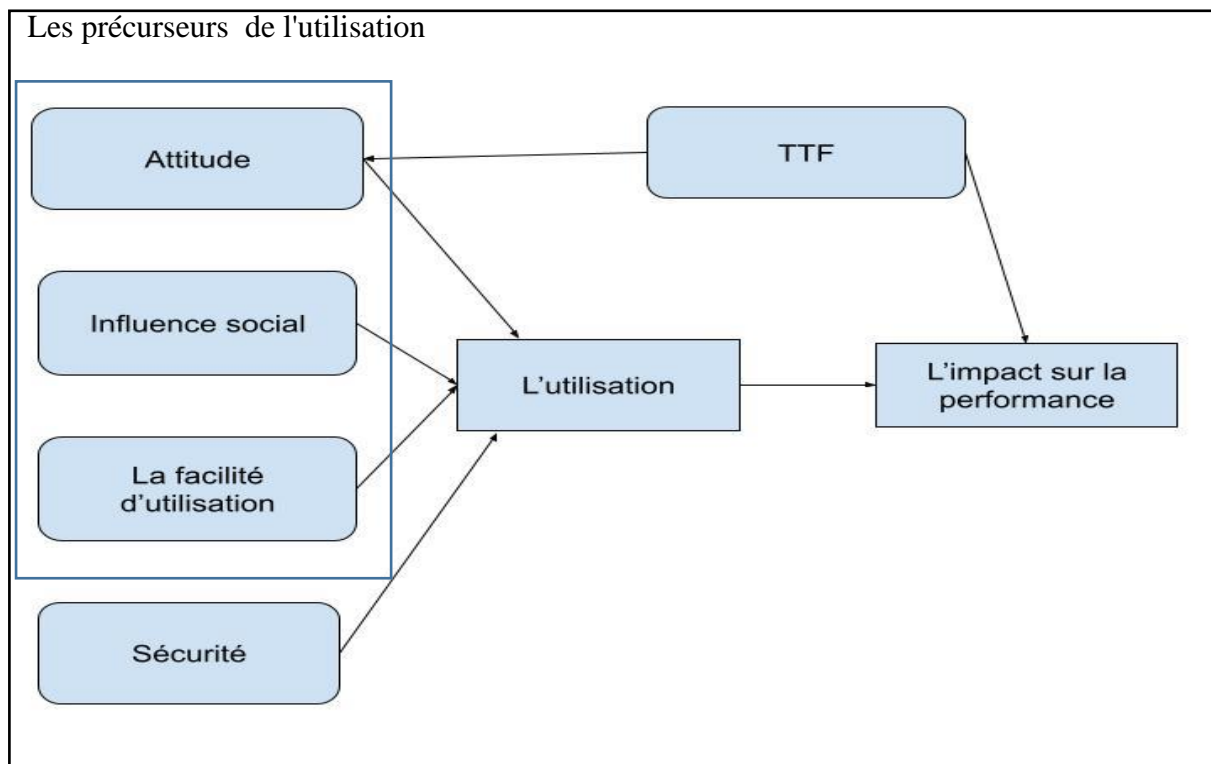 Les précurseurs de l'utilisation
Attitude
TTF
Influence social
L’utilisation
L’impact sur la
performance
La facilité
d’utilisation
Sécurité